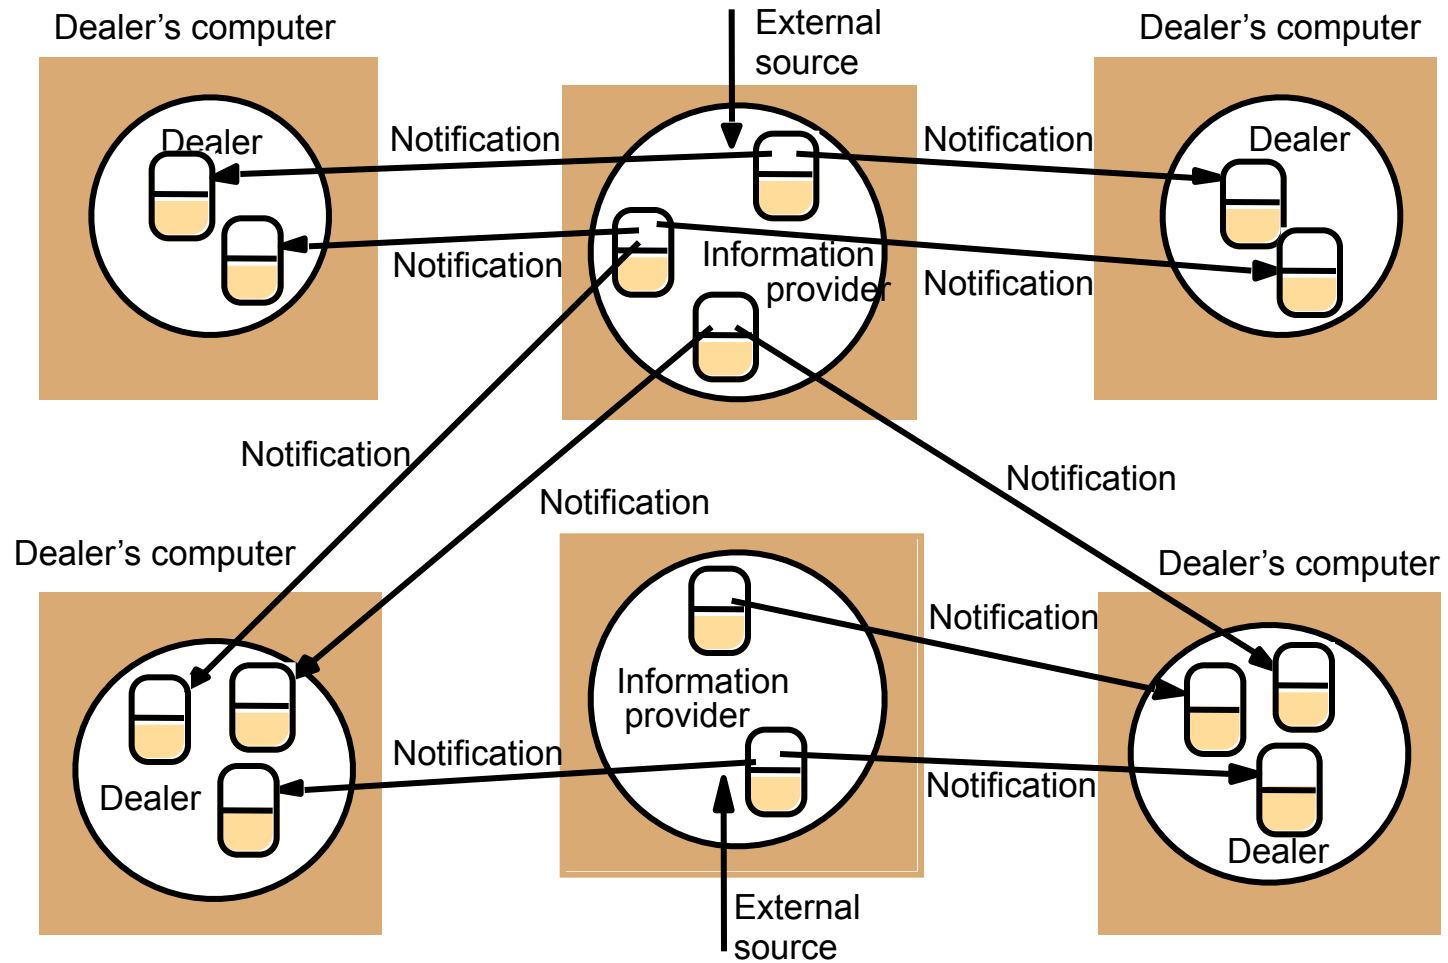 Dealer’s computer
External
source
Dealer’s computer
Notification
Notification
Dealer
Dealer
Information
provider
Notification
Notification
Notification
Notification
Notification
Dealer’s computer
Dealer’s computer
Notification
Information
provider
Notification
Notification
Dealer
Dealer
External
source